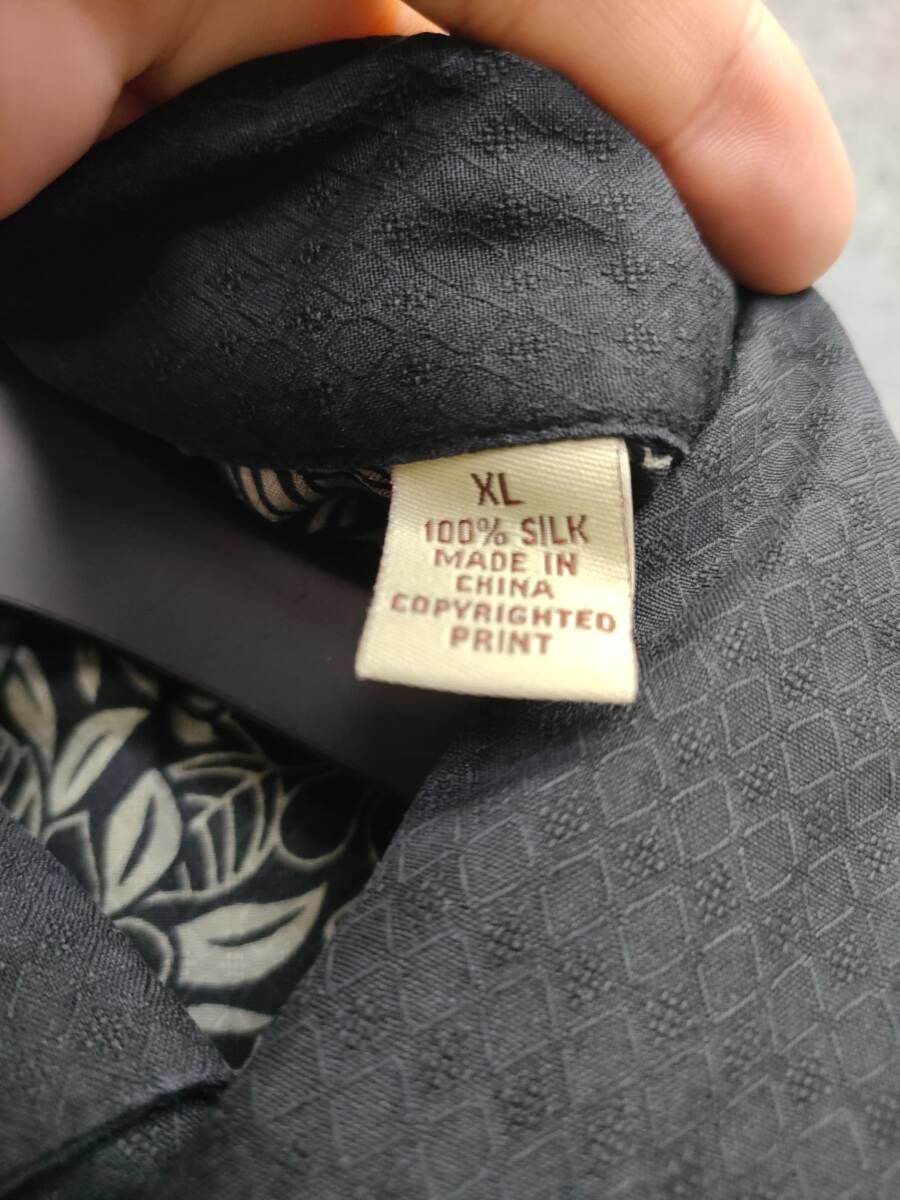 XL
100% SILK
MADE IN
CHINA
COPYRIGHTED
PRINT